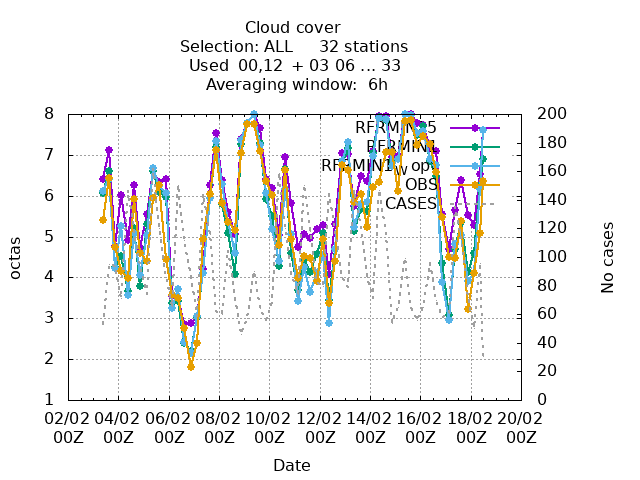 Cloud cover
Selection: ALL     32 stations
Used  00,12  + 03 06 ... 33
Averaging window:  6h
8
7
6
5
4
3
2
1
octas
200
180
160
140
120
100
80
60
40
20
0
No cases
OBS
CASES
02/02 04/02 06/02 08/02 10/02 12/02 14/02 16/02 18/02 20/02
00Z 00Z 00Z 00Z 00Z 00Z 00Z 00Z 00Z 00Z
Date